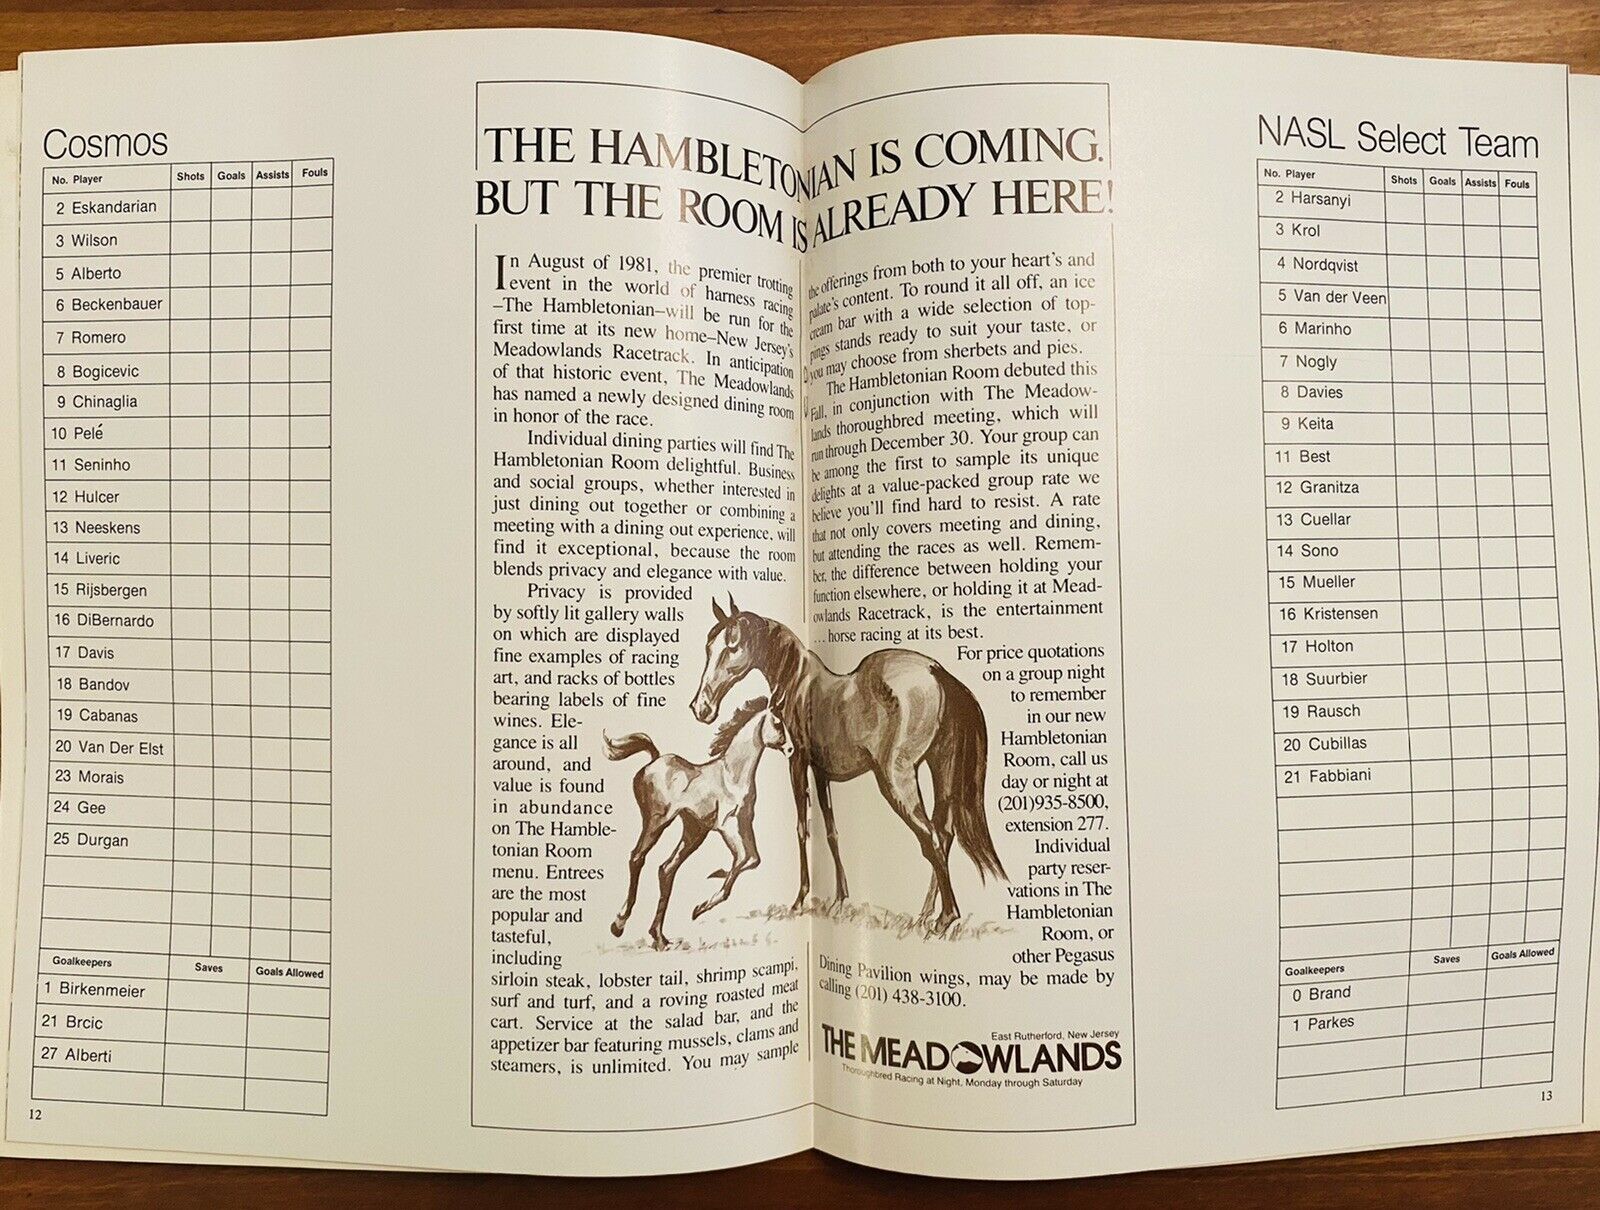 Cosmos
No. Player Shots Goals Assists Fouls
2 Eskandarian
3 Wilson
5 Alberto
6 Beckenbauer
7 Romero
8 Bogicevic
9 Chinaglia
10 Pelé
11 Seninho
12 Hulcer
13 Neeskens
14 Liveric
15 Rijsbergen
16 DiBernardo
17 Davis
18 Bandov
19 Cabanas
20 Van Der Elst
23 Morais
24 Gee
25 Durgan
Goalkeepers Saves Goals Allowed
1 Birkenmeier
21 Brcic
27 Alberti
12
THE HAMBLETONIAN IS COMING.
BUT THE ROOM IS ALREADY HERE!
In August of 1981, the premier trotting
event in the world of harness racing
–The Hambletonian–will be run for the
first time at its new home–New Jersey's
Meadowlands Racetrack. In anticipation
of that historic event, The Meadowlands
has named a newly designed dining room
in honor of the race.
Individual dining parties will find The
Hambletonian Room delightful. Business
and social groups, whether interested in
just dining out together or combining a
meeting with a dining out experience, will
find it exceptional, because the room
blends privacy and elegance with value.
Privacy is provided
by softly lit gallery walls
on which are displayed
fine examples of racing
art, and racks of bottles
bearing labels of fine
wines. Ele-
gance is all
around, and
value is found
in abundance
on The Hamble-
tonian Room
menu. Entrees
are the most
popular and
tasteful,
including
sirloin steak, lobster tail, shrimp scampi,
surf and turf, and a roving roasted meat
cart. Service at the salad bar, and the
appetizer bar featuring mussels, clams and
steamers, is unlimited. You may sample
the offerings from both to your heart's and
palate's content. To round it all off, an ice
cream bar with a wide selection of top-
pings stands ready to suit your taste, or
you may choose from sherbets and pies.
The Hambletonian Room debuted this
Fall, in conjunction with The Meadow-
lands thoroughbred meeting, which will
run through December 30. Your group can
be among the first to sample its unique
delights at a value-packed group rate we
believe you'll find hard to resist. A rate
that not only covers meeting and dining,
but attending the races as well. Remem-
ber, the difference between holding your
function elsewhere, or holding it at Mead-
owlands Racetrack, is the entertainment
...horse racing at its best.
For price quotations
on a group night
to remember
in our new
Hambletonian
Room, call us
day or night at
(201)935-8500,
extension 277.
Individual
party reser-
vations in The
Hambletonian
Room, or
other Pegasus
Dining Pavilion wings, may be made by
calling (201) 438-3100.
East Rutherford, New Jersey
THE MEADOWLANDS
Thoroughbred Racing at Night, Monday through Saturday
NASL Select Team
No. Player Shots Goals Assists Fouls
2 Harsanyi
3 Krol
4 Nordqvist
5 Van der Veen
6 Marinho
7 Nogly
8 Davies
9 Keita
11 Best
12 Granitza
13 Cuellar
14 Sono
15 Mueller
16 Kristensen
17 Holton
18 Suurbier
19 Rausch
20 Cubillas
21 Fabbiani
Goalkeepers Saves Goals Allowed
0 Brand
1 Parkes
13